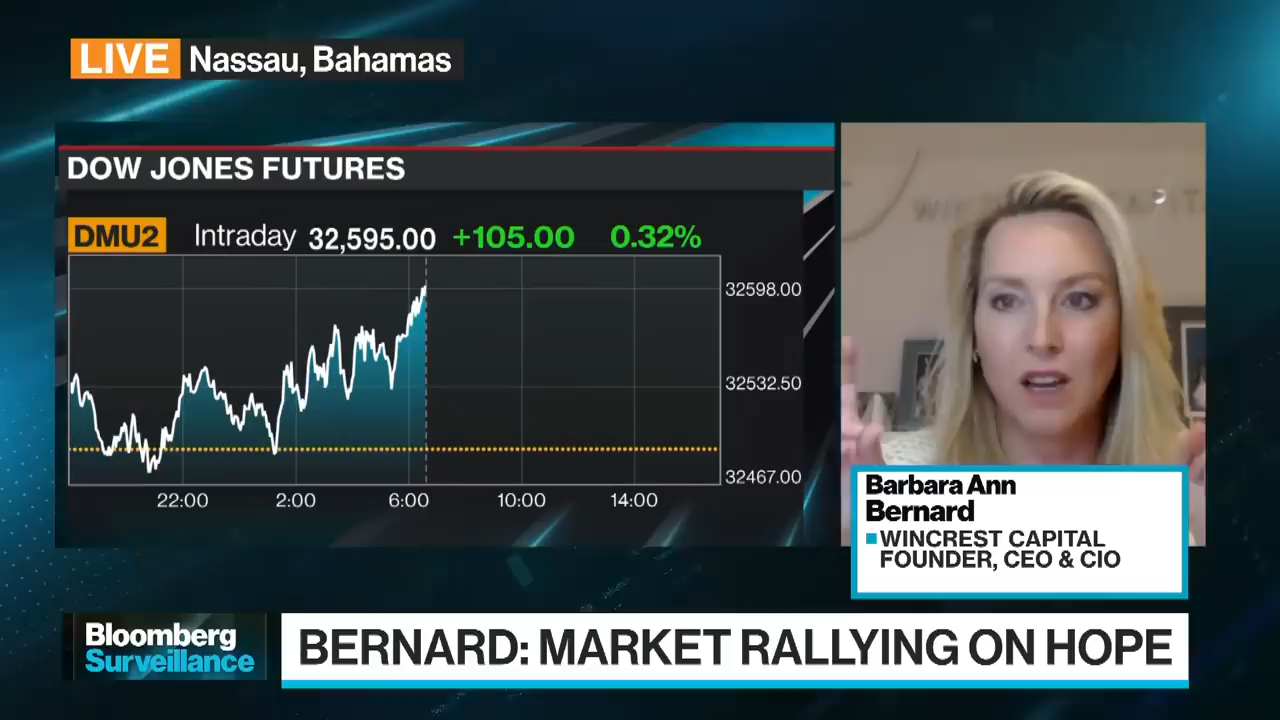 LIVE Nassau, Bahamas
DOW JONES FUTURES
DMU2 Intraday 32,595.00 +105.00 0.32%
32598.00
32532.50
32467.00
22:00 2:00 6:00 10:00 14:00
Barbara Ann
Bernard
WINCREST CAPITAL
FOUNDER, CEO & CIO
Bloomberg
Surveillance
BERNARD: MARKET RALLYING ON HOPE